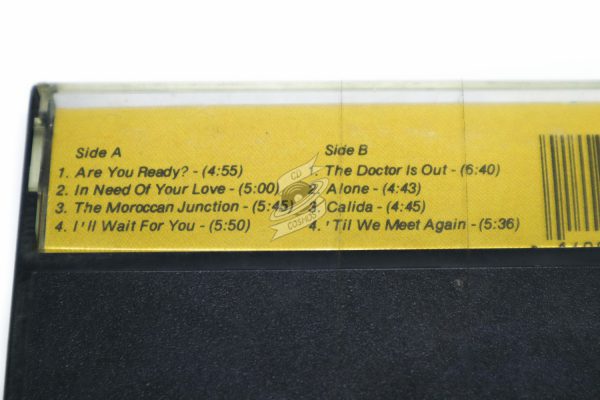 Side A
1. Are You Ready? - (4:55)
2. In Need Of Your Love - (5:00)
3. The Moroccan Junction - (5:45)
4. I'll Wait For You - (5:50)
Side B
1. The Doctor Is Out - (6:40)
2. Alone - (4:43)
3. Calida - (4:45)
4. 'Til We Meet Again - (5:36)
CD
COSMOS